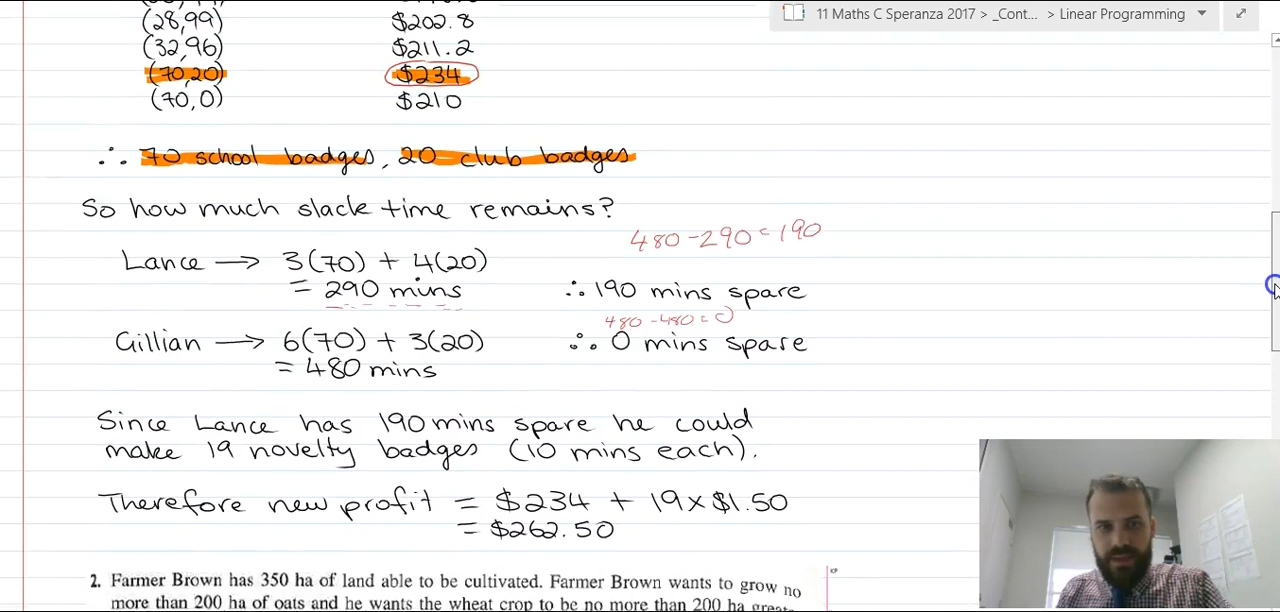 11 Maths C Speranza 2017 > _Cont... > Linear Programming
(28,99) $202.8
(32,96) $211.2
(70,20) $234
(70,0) $210
∴ 70 school badges, 20 club badges
So how much slack time remains?
480 - 290 = 190
Lance → 3(70) + 4(20)
= 290 mins ∴ 190 mins spare
480 - 480 = 0
Gillian → 6(70) + 3(20) ∴ 0 mins spare
= 480 mins
Since Lance has 190 mins spare he could
make 19 novelty badges (10 mins each).
Therefore new profit = $234 + 19 x $1.50
= $262.50
2. Farmer Brown has 350 ha of land able to be cultivated. Farmer Brown wants to grow no
more than 200 ha of oats and he wants the wheat crop to be no more than 200 ha